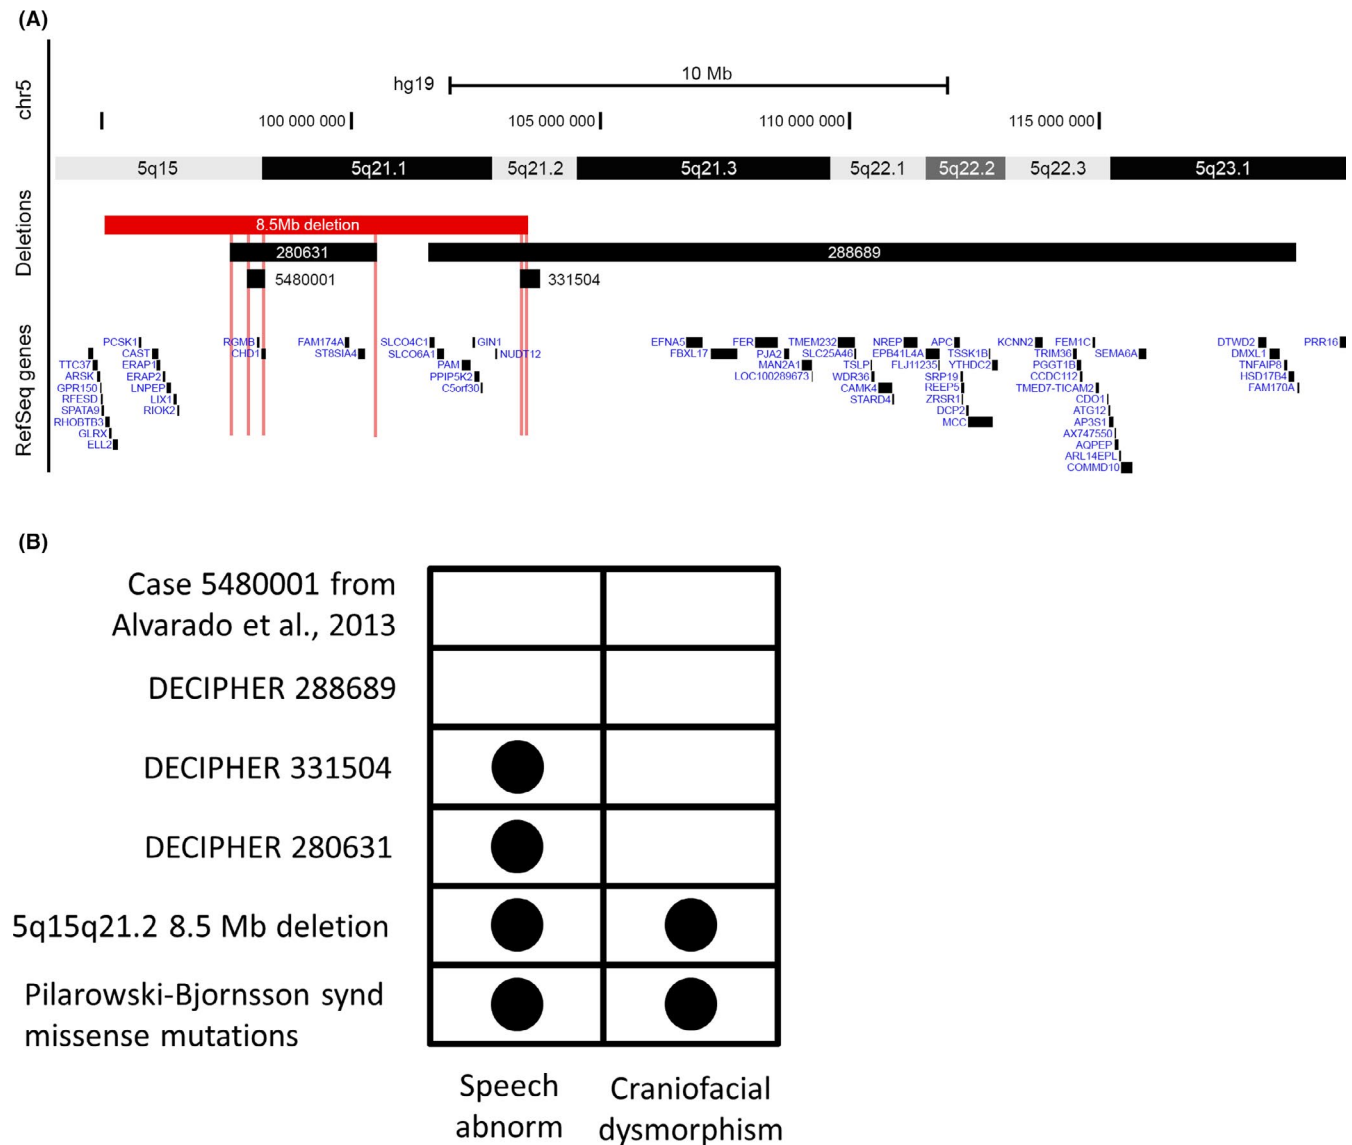 (A)
chr5
hg19
10 Mb
100 000 000
105 000 000
110 000 000
115 000 000
5q15
5q21.1
5q21.2
5q21.3
5q22.1
5q22.2
5q22.3
5q23.1
Deletions
8.5Mb deletion
280631
288689
5480001
331504
RefSeq genes
PCSK1
RGMB
FAM174A
SLCO4C1
GIN1
EFNA5
FER
TMEM232
NREP
APC
KCNN2
FEM1C
DTWD2
PRR16
CAST
CHD1
ST8SIA4
SLCO6A1
NUDT12
FBXL17
PJA2
SLC25A46
EPB41L4A
TSSK1B
TRIM36
SEMA6A
DMXL1
TTC37
ERAP1
PAM
MAN2A1
TSLP
FLJ11235
YTHDC2
PGGT1B
TNFAIP8
ARSK
ERAP2
PPIP5K2
LOC100289673
WDR36
SRP19
CCDC112
HSD17B4
GPR150
LNPEP
C5orf30
CAMK4
REEP5
TMED7-TICAM2
FAM170A
RFESD
LIX1
STARD4
ZRSR1
CDO1
SPATA9
RIOK2
DCP2
ATG12
RHOBTB3
MCC
AP3S1
GLRX
AX747550
ELL2
AQPEP
ARL14EPL
COMMD10
(B)
Case 5480001 from
Alvarado et al., 2013
DECIPHER 288689
DECIPHER 331504
DECIPHER 280631
5q15q21.2 8.5 Mb deletion
Pilarowski-Bjornsson synd
missense mutations
Speech
abnorm
Craniofacial
dysmorphism